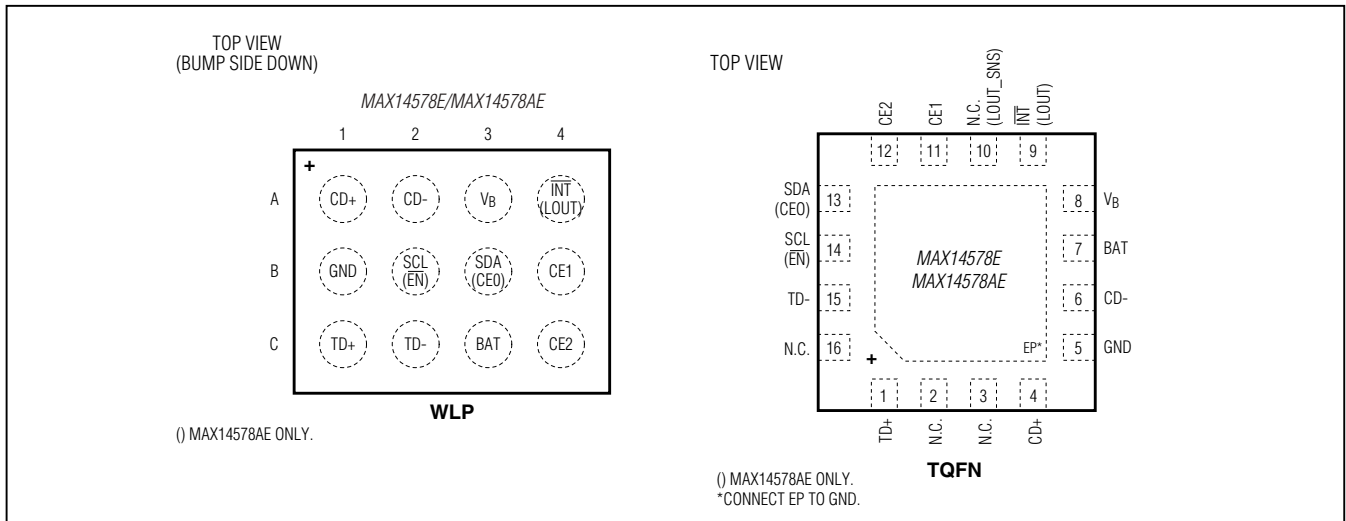 TOP VIEW
(BUMP SIDE DOWN)
MAX14578E/MAX14578AE
1 2 3 4
+
A CD+ CD- VB INT
(LOUT)
B GND SCL
(EN) SDA
(CE0) CE1
C TD+ TD- BAT CE2
WLP
() MAX14578AE ONLY.
TOP VIEW
CE2 CE1 N.C.
(LOUT_SNS) INT
(LOUT)
12 11 10 9
SDA
(CE0) 13
SCL
(EN) 14
TD- 15
N.C. 16
8 VB
7 BAT
6 CD-
5 GND
MAX14578E
MAX14578AE
EP*
+
1 2 3 4
TD+ N.C. N.C. CD+
TQFN
() MAX14578AE ONLY.
*CONNECT EP TO GND.